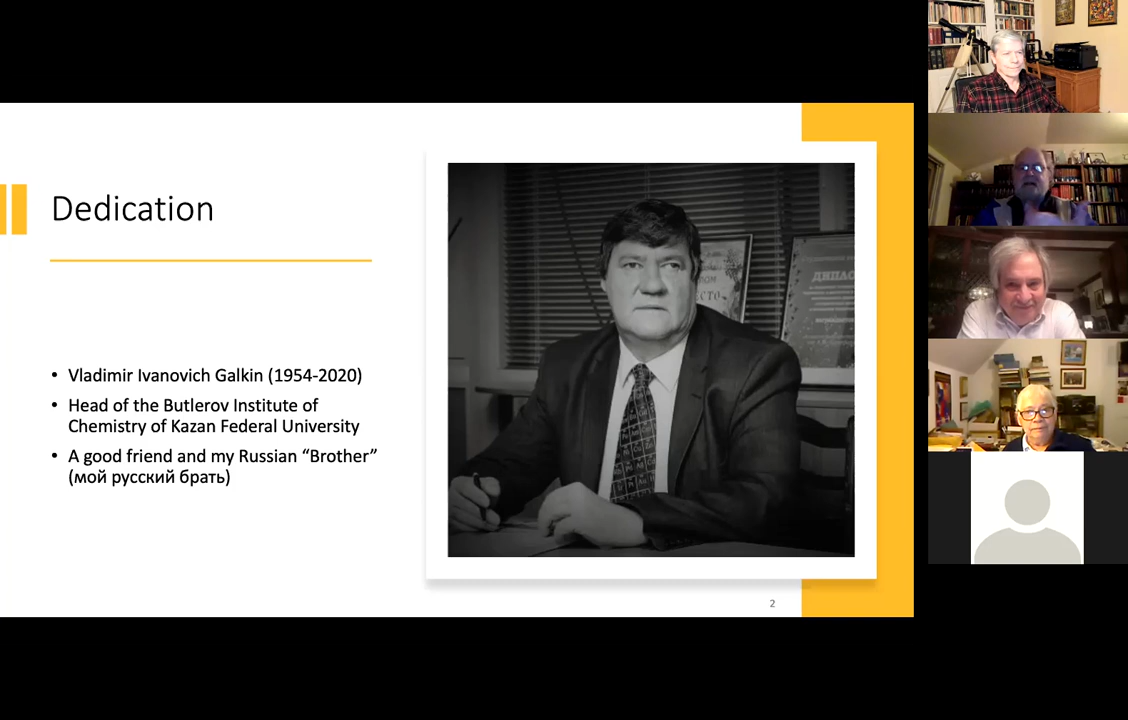 Dedication
• Vladimir Ivanovich Galkin (1954-2020)
• Head of the Butlerov Institute of
Chemistry of Kazan Federal University
• A good friend and my Russian “Brother”
(мой русский брать)
ДИПЛО
2